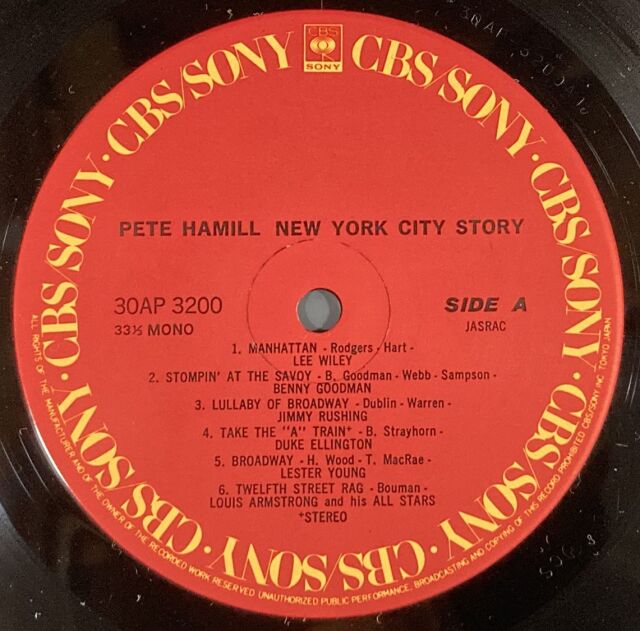 CBS
SONY
CBS/SONY · CBS/SONY · CBS/SONY · CBS/SONY · CBS/SONY · CBS/SONY · CBS/SONY · CBS/SONY ·
PETE HAMILL NEW YORK CITY STORY
30AP 3200
33⅓ MONO
SIDE A
JASRAC
1. MANHATTAN - Rodgers - Hart -
LEE WILEY
2. STOMPIN' AT THE SAVOY - B. Goodman - Webb - Sampson -
BENNY GOODMAN
3. LULLABY OF BROADWAY - Dublin - Warren -
JIMMY RUSHING
4. TAKE THE "A" TRAIN+ - B. Strayhorn -
DUKE ELLINGTON
5. BROADWAY - H. Wood - T. MacRae -
LESTER YOUNG
6. TWELFTH STREET RAG - Bouman -
LOUIS ARMSTRONG and his ALL STARS
+STEREO
ALL RIGHTS OF THE MANUFACTURER AND OF THE OWNER OF THE RECORDED WORK RESERVED UNAUTHORIZED PUBLIC PERFORMANCE, BROADCASTING AND COPYING OF THIS RECORD PROHIBITED CBS/SONY INC. TOKYO JAPAN